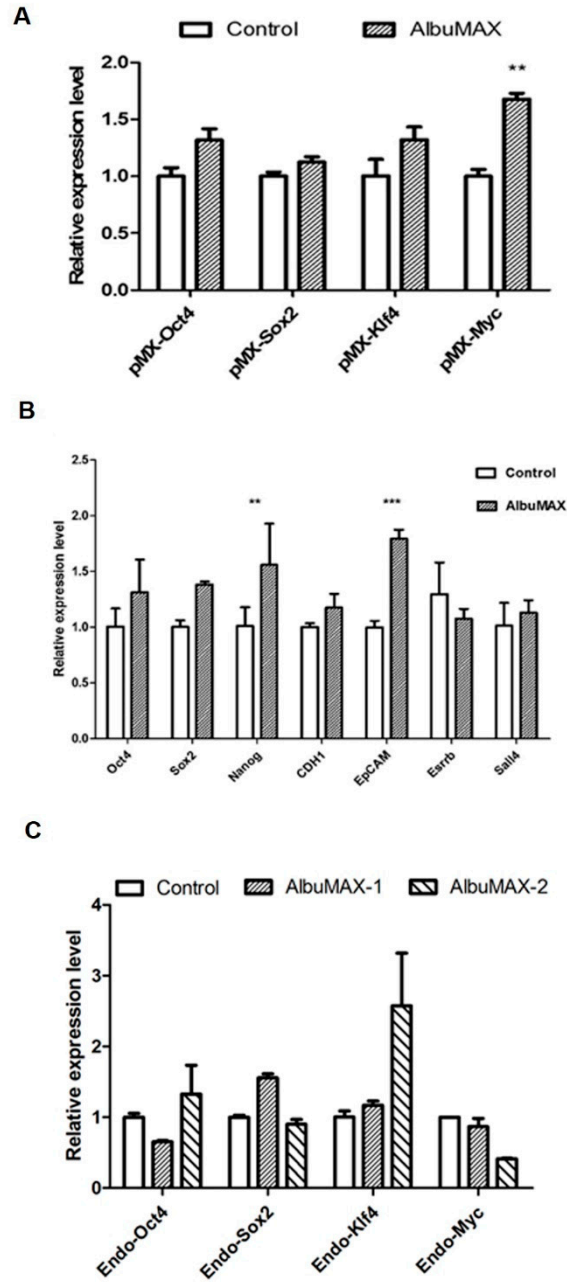 A
Control AlbuMAX
Relative expression level
2.0
1.5
1.0
0.5
0.0
**
pMX-Oct4
pMX-Sox2
pMX-Klf4
pMX-Myc
B
Control
AlbuMAX
Relative expression level
2.5
2.0
1.5
1.0
0.5
0.0
**
***
Oct4
Sox2
Nanog
CDH1
EpCAM
Esrrb
Sall4
C
Control AlbuMAX-1 AlbuMAX-2
Relative expression level
4
3
2
1
0
Endo-Oct4
Endo-Sox2
Endo-Klf4
Endo-Myc